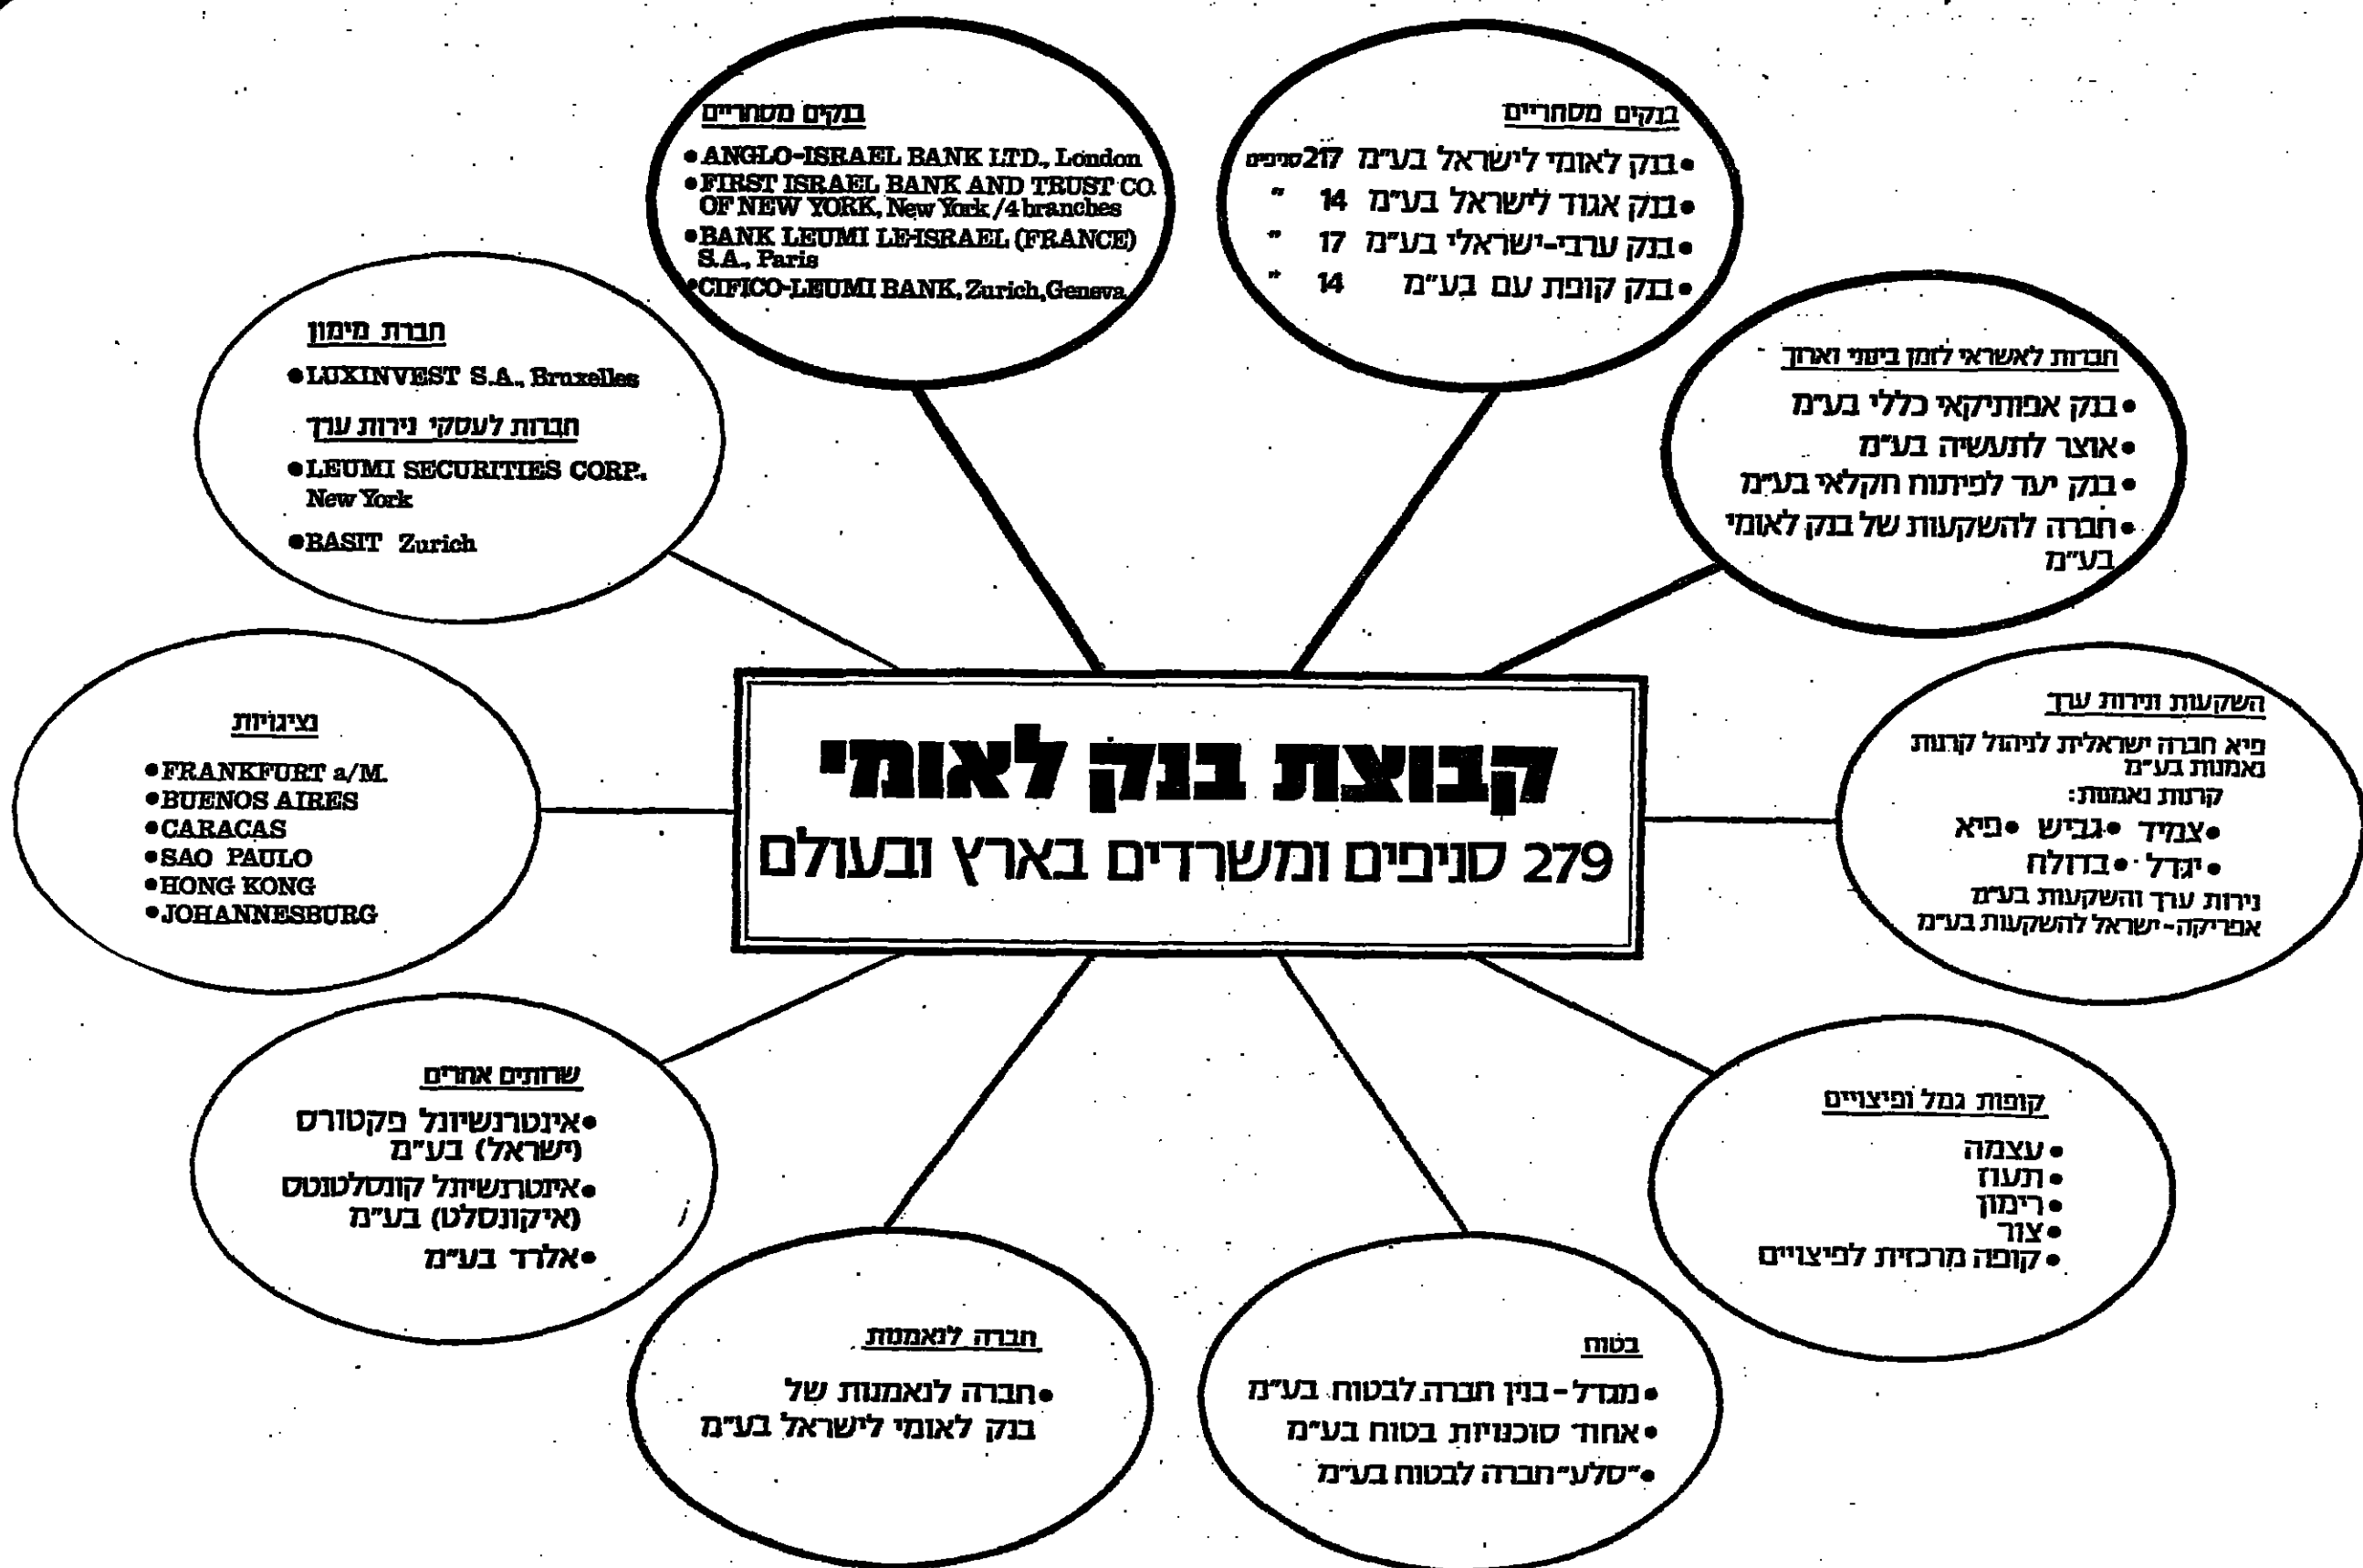 בנקים מסחריים
•בנק לאומי לישראל בע"מ 217 סניפים
•בנק אגוד לישראל בע"מ 14 "
•בנק ערבי-ישראלי בע"מ 17 "
•בנק קופת עם בע"מ 14 "
בנקים מסחריים
•ANGLO-ISRAEL BANK LTD., London
•FIRST ISRAEL BANK AND TRUST CO.
OF NEW YORK, New York/4 branches
•BANK LEUMI LE-ISRAEL (FRANCE)
S.A., Paris
•CIFICO-LEUMI BANK, Zurich, Geneva
חברות לאשראי לזמן בינוני וארוך
•בנק אפותיקאי כללי בע"מ
•אוצר לתעשיה בע"מ
•בנק יעד לפיתוח חקלאי בע"מ
•חברה להשקעות של בנק לאומי
בע"מ
חברת מימון
•LUXINVEST S.A., Bruxelles
חברות לעסקי נירות ערך
•LEUMI SECURITIES CORP.,
New York
•BASIT Zurich
השקעות ונירות ערך
פיא חברה ישראלית לניהול קרנות
נאמנות בע"מ
קרנות נאמנות:
•צמיד •גביש •פיא
•יגדל •בדולח
נירות ערך והשקעות בע"מ
אפריקה-ישראל להשקעות בע"מ
קבוצת בנק לאומי
279 סניפים ומשרדים בארץ ובעולם
נציגויות
•FRANKFURT a/M.
•BUENOS AIRES
•CARACAS
•SAO PAULO
•HONG KONG
•JOHANNESBURG
קופות גמל ופיצויים
•עצמה
•תעוז
•רימון
•צור
•קופה מרכזית לפיצויים
שרותים אחרים
•אינטרנשיונל פקטורס
(ישראל) בע"מ
•אינטרנשיונל קונסלטנטס
(איקונסלט) בע"מ
•אלרד בע"מ
בטוח
•מגדל-בנין חברה לבטוח בע"מ
•אחוד סוכנויות בטוח בע"מ
•"סלע" חברה לבטוח בע"מ
חברה לנאמנות
•חברה לנאמנות של
בנק לאומי לישראל בע"מ